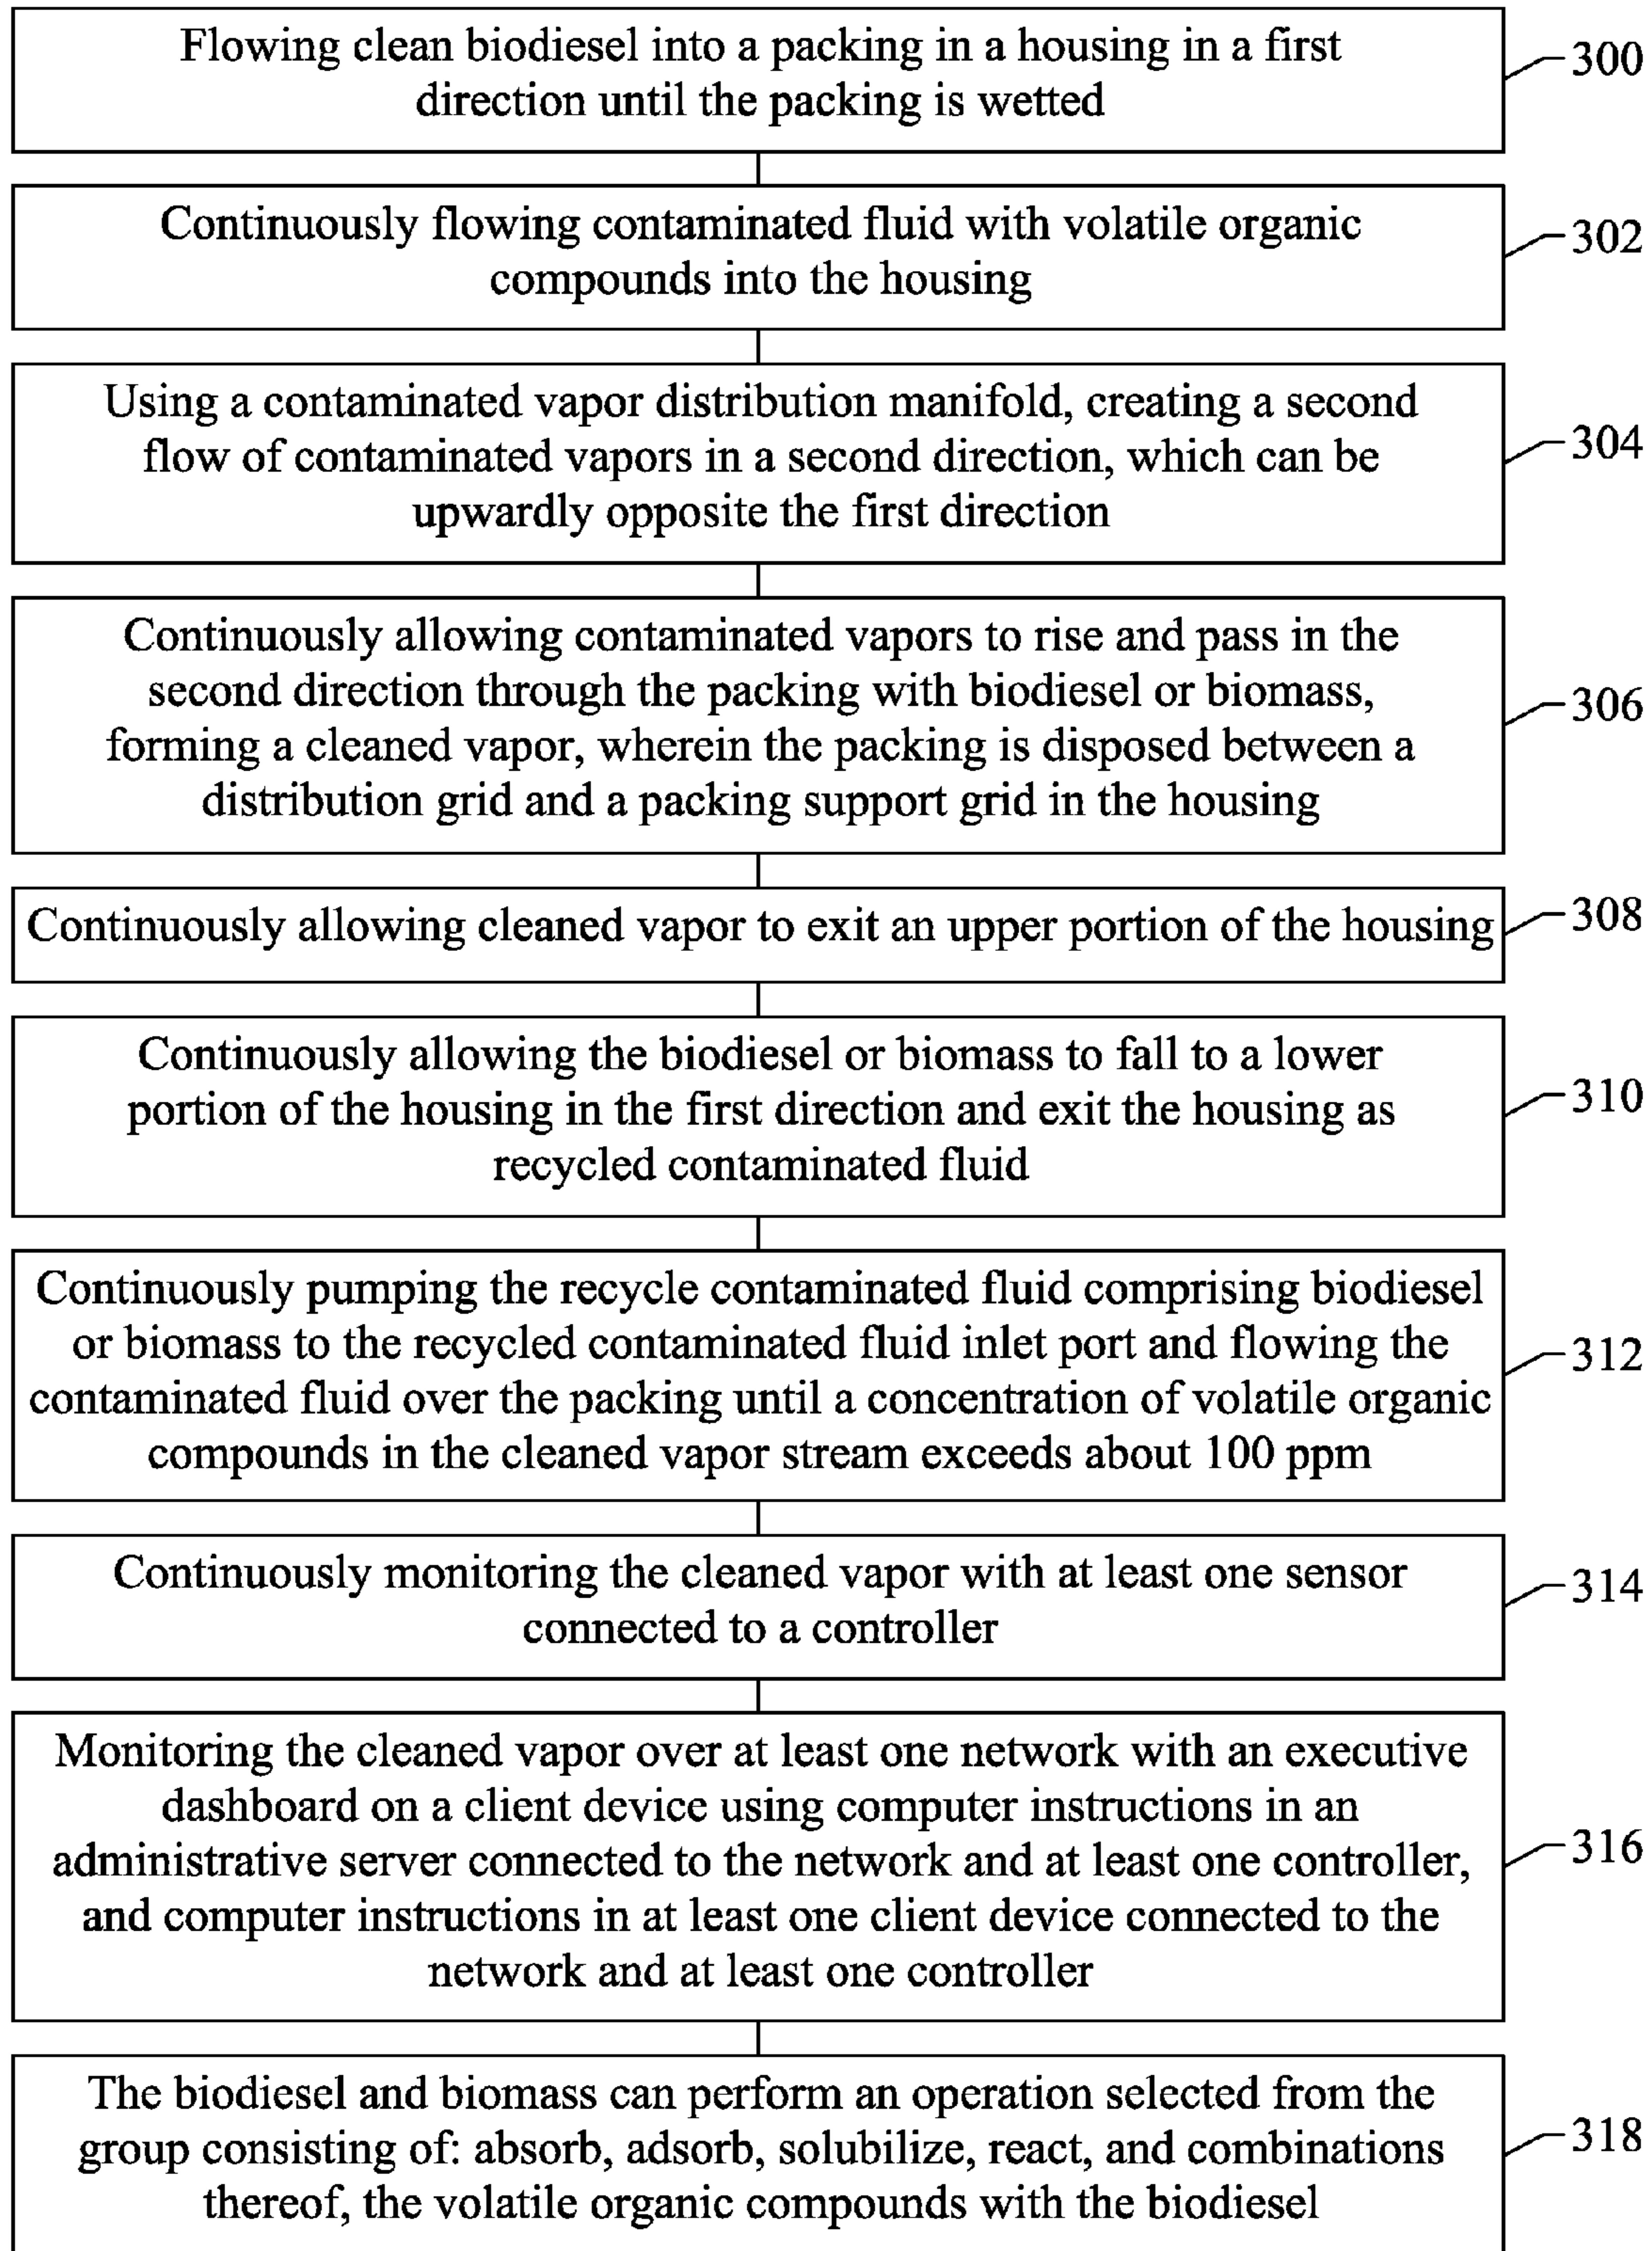 Flowing clean biodiesel into a packing in a housing in a first
direction until the packing is wetted
300
Continuously flowing contaminated fluid with volatile organic
compounds into the housing
302
Using a contaminated vapor distribution manifold, creating a second
flow of contaminated vapors in a second direction, which can be
upwardly opposite the first direction
304
Continuously allowing contaminated vapors to rise and pass in the
second direction through the packing with biodiesel or biomass,
forming a cleaned vapor, wherein the packing is disposed between a
distribution grid and a packing support grid in the housing
306
Continuously allowing cleaned vapor to exit an upper portion of the housing
308
Continuously allowing the biodiesel or biomass to fall to a lower
portion of the housing in the first direction and exit the housing as
recycled contaminated fluid
310
Continuously pumping the recycle contaminated fluid comprising biodiesel
or biomass to the recycled contaminated fluid inlet port and flowing the
contaminated fluid over the packing until a concentration of volatile organic
compounds in the cleaned vapor stream exceeds about 100 ppm
312
Continuously monitoring the cleaned vapor with at least one sensor
connected to a controller
314
Monitoring the cleaned vapor over at least one network with an executive
dashboard on a client device using computer instructions in an
administrative server connected to the network and at least one controller,
and computer instructions in at least one client device connected to the
network and at least one controller
316
The biodiesel and biomass can perform an operation selected from the
group consisting of: absorb, adsorb, solubilize, react, and combinations
thereof, the volatile organic compounds with the biodiesel
318